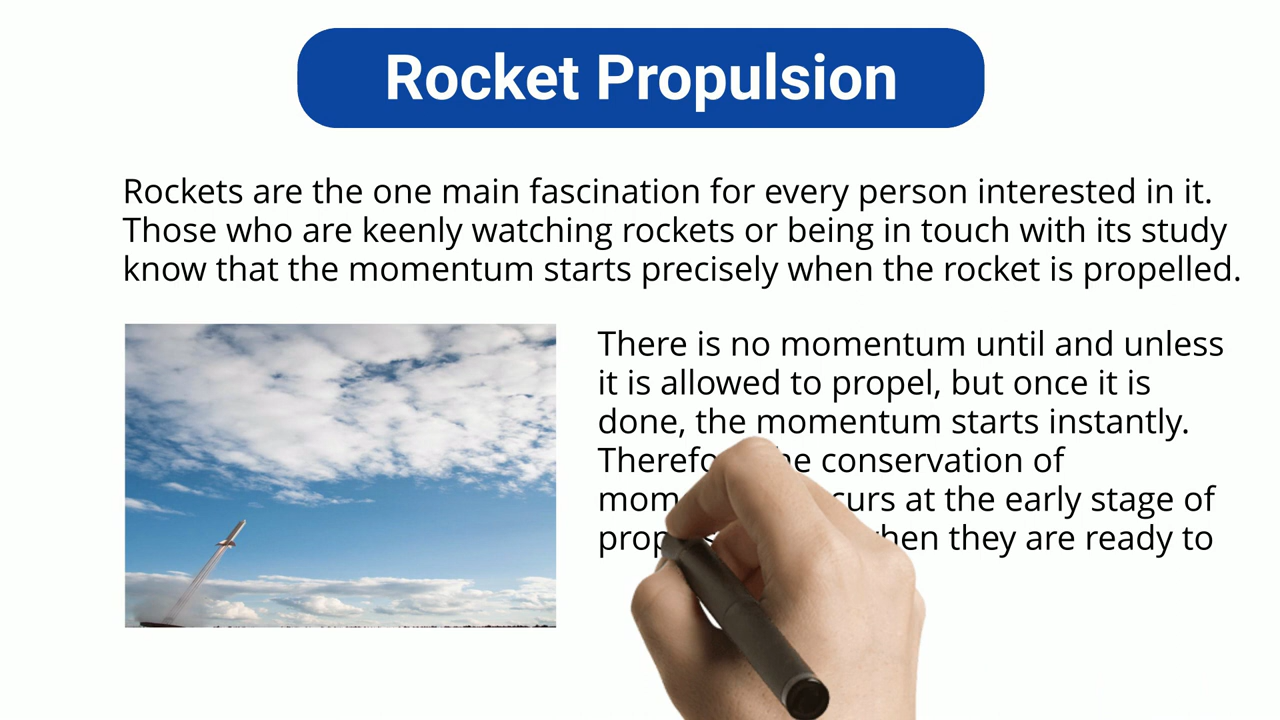 Rocket Propulsion
Rockets are the one main fascination for every person interested in it.
Those who are keenly watching rockets or being in touch with its study
know that the momentum starts precisely when the rocket is propelled.
There is no momentum until and unless
it is allowed to propel, but once it is
done, the momentum starts instantly.
conservation of
at the early stage of
they are ready to